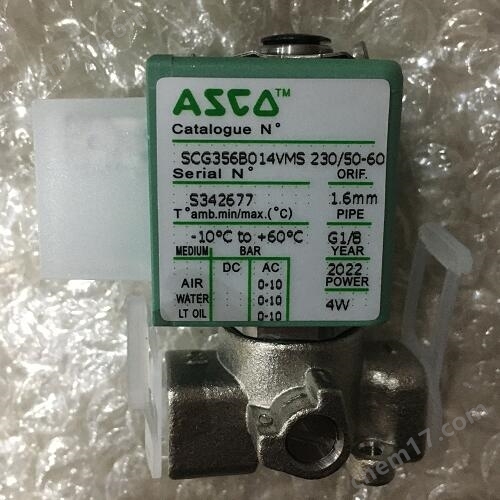 ASCO™
Catalogue N°
SCG356B014VMS 230/50-60
Serial N° ORIF.
S342677 1.6mm
T°amb.min/max.(°C) PIPE
-10°C to +60°C G1/8
MEDIUM BAR YEAR
DC AC 2022
AIR 0-10 POWER
WATER 0-10 4W
LT OIL 0-10
chem17.com